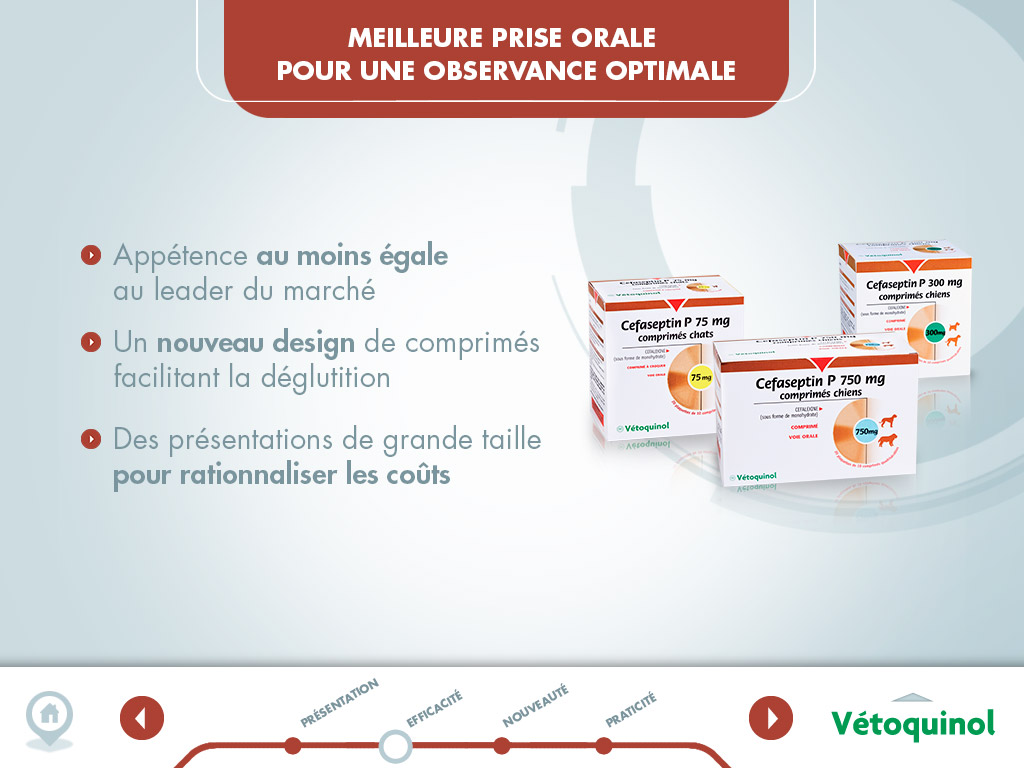 MEILLEURE PRISE ORALE
POUR UNE OBSERVANCE OPTIMALE
Appétence au moins égale
au leader du marché
Un nouveau design de comprimés
facilitant la déglutition
Des présentations de grande taille
pour rationnaliser les coûts
Cefaseptin P 75 mg
comprimés chats
CEFALEXINE
(sous forme de monohydrate)
COMPRIMÉ À CROQUER
VOIE ORALE
75 mg
Vétoquinol
Cefaseptin P 300 mg
comprimés chiens
CEFALEXINE
(sous forme de monohydrate)
COMPRIMÉ
VOIE ORALE
300mg
Cefaseptin P 750 mg
comprimés chiens
CEFALEXINE
(sous forme de monohydrate)
COMPRIMÉ
VOIE ORALE
750mg
Vétoquinol
PRÉSENTATION
EFFICACITÉ
NOUVEAUTÉ
PRATICITÉ
Vétoquinol